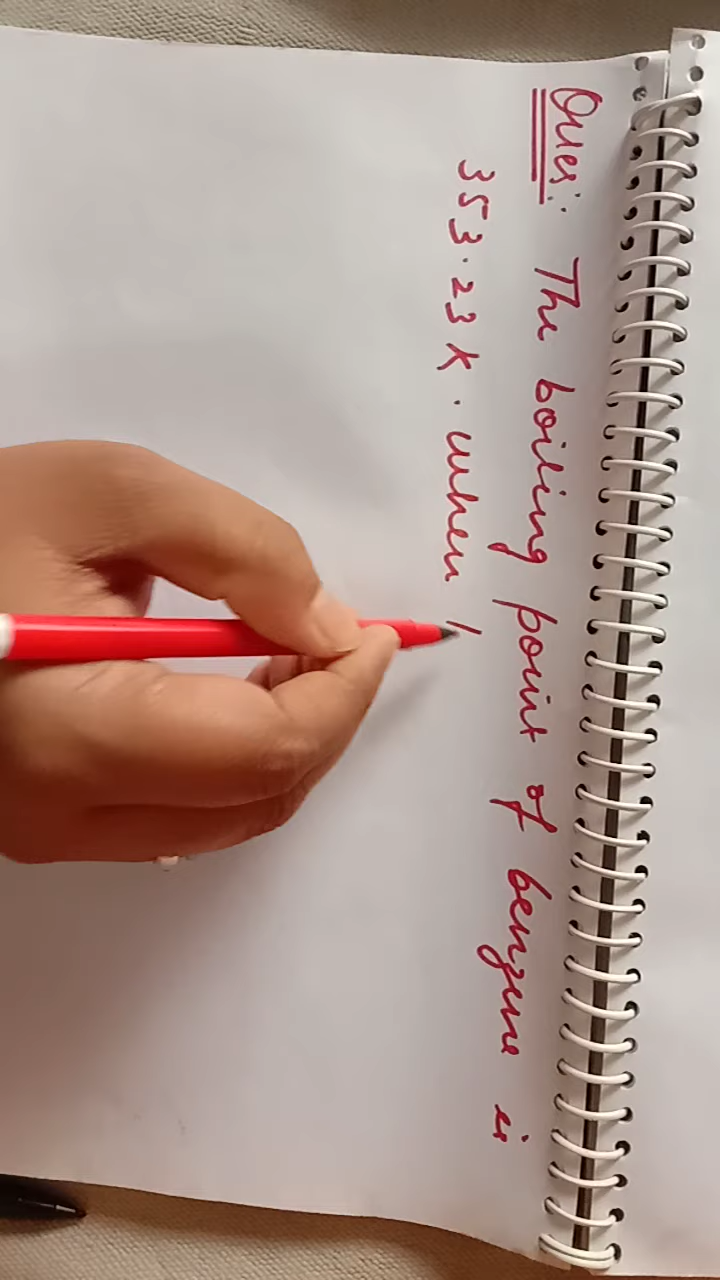 Ques:: The boiling point of benzene is
353.23 K. when 1